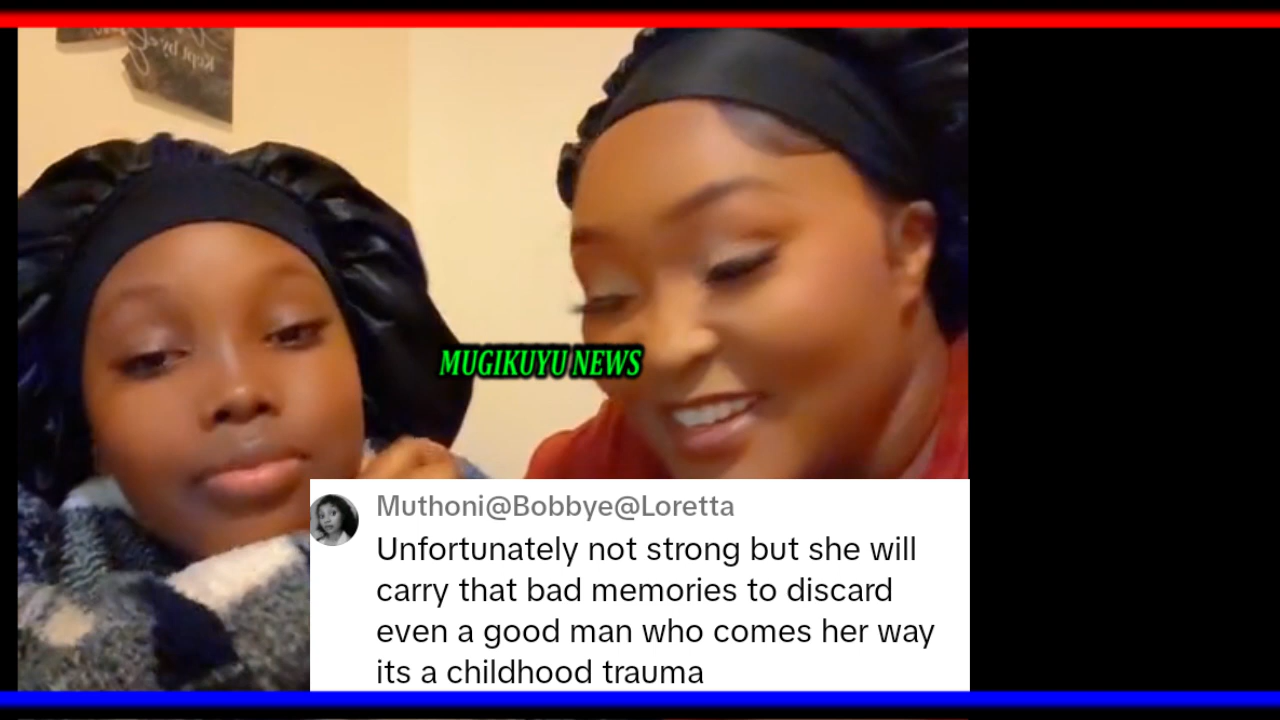 MUGIKUYU NEWS
Muthoni@Bobbye@Loretta
Unfortunately not strong but she will
carry that bad memories to discard
even a good man who comes her way
its a childhood trauma